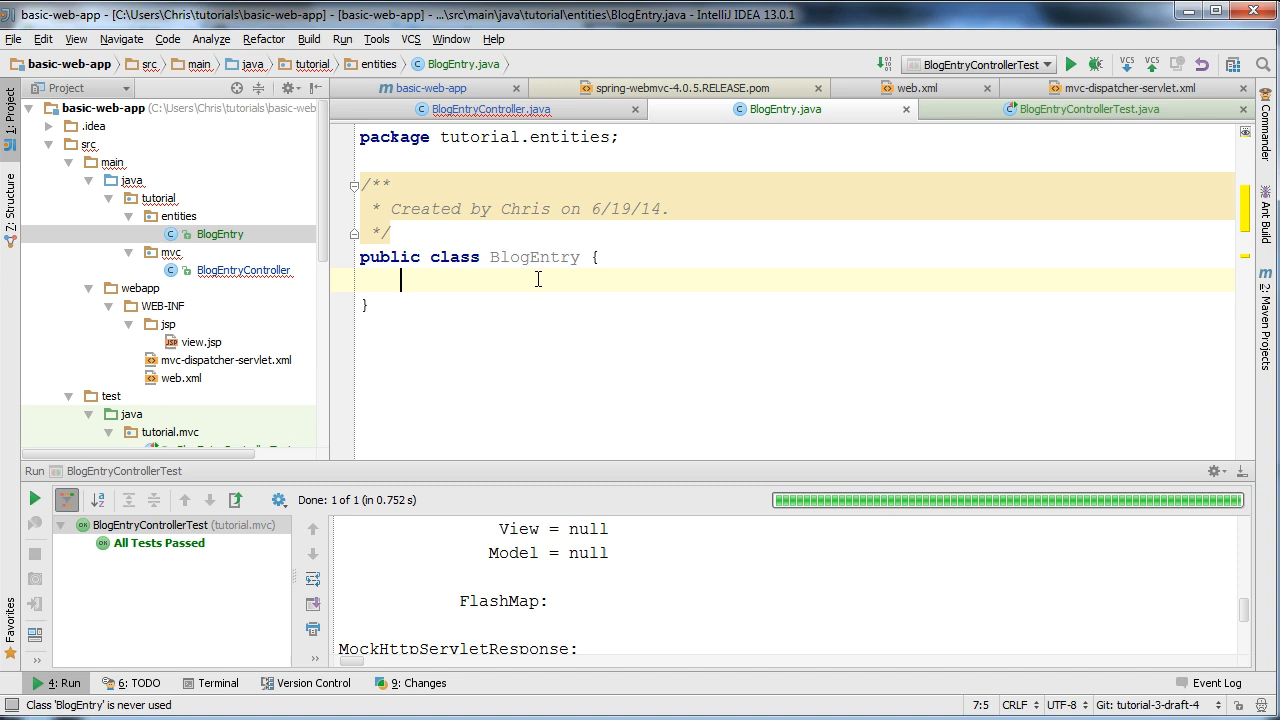 basic-web-app - [C:\Users\Chris\tutorials\basic-web-app] - [basic-web-app] - ...\src\main\java\tutorial\entities\BlogEntry.java - IntelliJ IDEA 13.0.1
File Edit View Navigate Code Analyze Refactor Build Run Tools VCS Window Help
basic-web-app src main java tutorial entities BlogEntry.java BlogEntryControllerTest VCS VCS
Project
basic-web-app spring-webmvc-4.0.5.RELEASE.pom web.xml mvc-dispatcher-servlet.xml
BlogEntryController.java BlogEntry.java BlogEntryControllerTest.java
1: Project
Z: Structure
Favorites
basic-web-app (C:\Users\Chris\tutorials\basic-web
.idea
src
main
java
tutorial
entities
BlogEntry
mvc
BlogEntryController
webapp
WEB-INF
jsp
view.jsp
mvc-dispatcher-servlet.xml
web.xml
test
java
tutorial.mvc
package tutorial.entities;
/**
* Created by Chris on 6/19/14.
*/
public class BlogEntry {
}
Commander
Ant Build
2: Maven Projects
Run BlogEntryControllerTest
Done: 1 of 1 (in 0.752 s)
BlogEntryControllerTest (tutorial.mvc)
All Tests Passed
View = null
Model = null
FlashMap:
MockHttpServletResponse:
4: Run 6: TODO Terminal Version Control 9: Changes Event Log
Class 'BlogEntry' is never used 7:5 CRLF UTF-8 Git: tutorial-3-draft-4